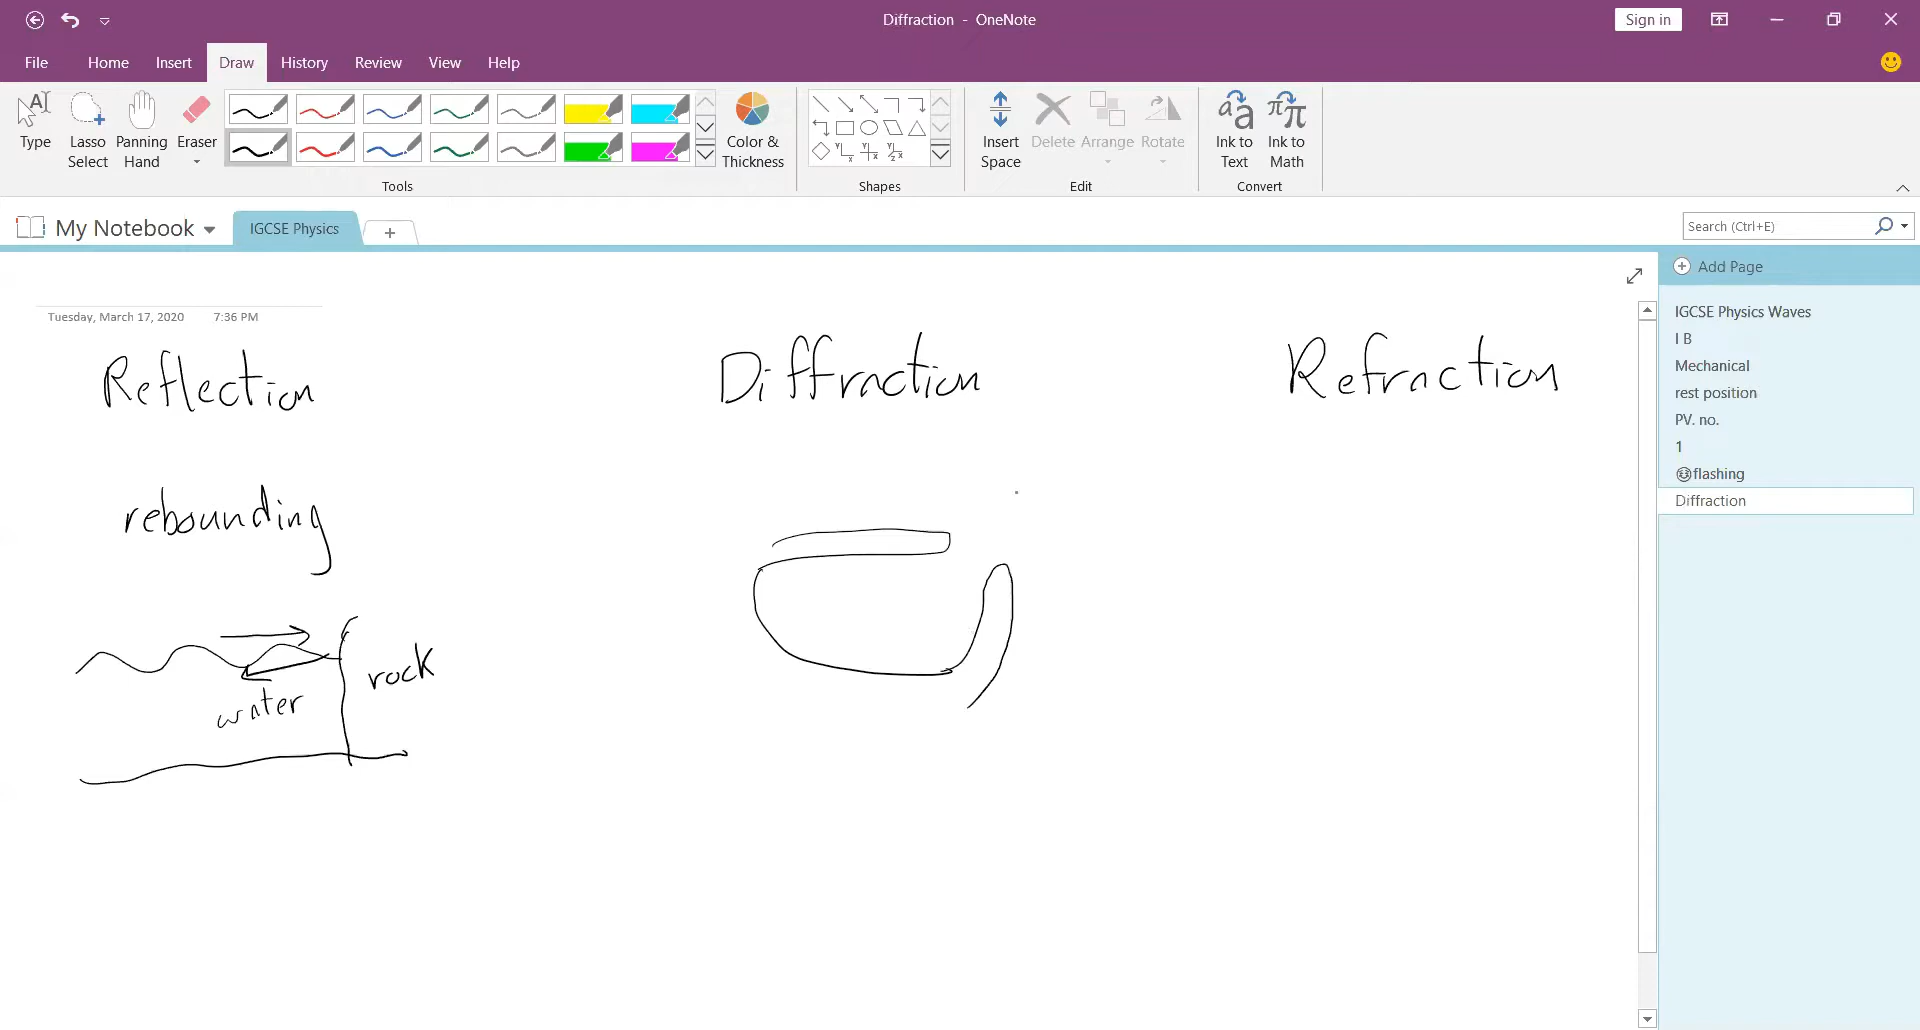 Diffraction - OneNote
Sign in
File Home Insert Draw History Review View Help
Type
Lasso Select
Panning Hand
Eraser
Color & Thickness
Insert Space
Delete
Arrange
Rotate
Ink to Text
Ink to Math
Tools
Shapes
Edit
Convert
My Notebook
IGCSE Physics
Search (Ctrl+E)
Add Page
Tuesday, March 17, 2020 7:36 PM
IGCSE Physics Waves
I B
Mechanical
rest position
PV. no.
1
flashing
Diffraction
Reflection
Diffraction
Refraction
rebounding
rock
water